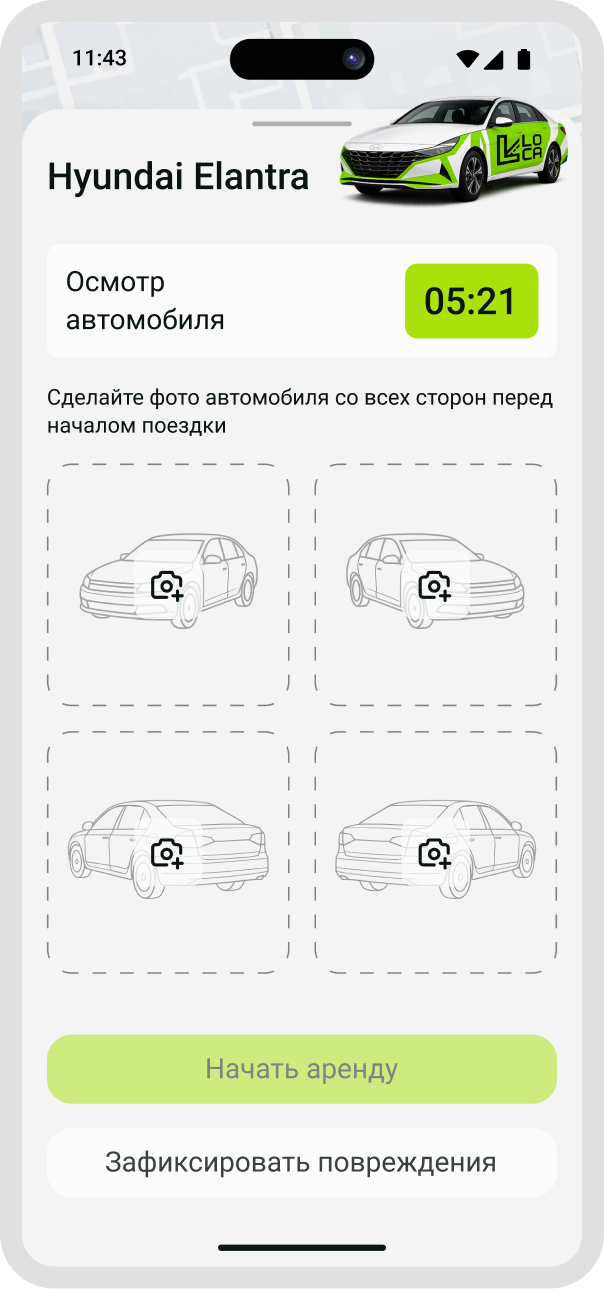 11:43
LO
CA
Hyundai Elantra
Осмотр
автомобиля
05:21
Сделайте фото автомобиля со всех сторон перед
началом поездки
Начать аренду
Зафиксировать повреждения